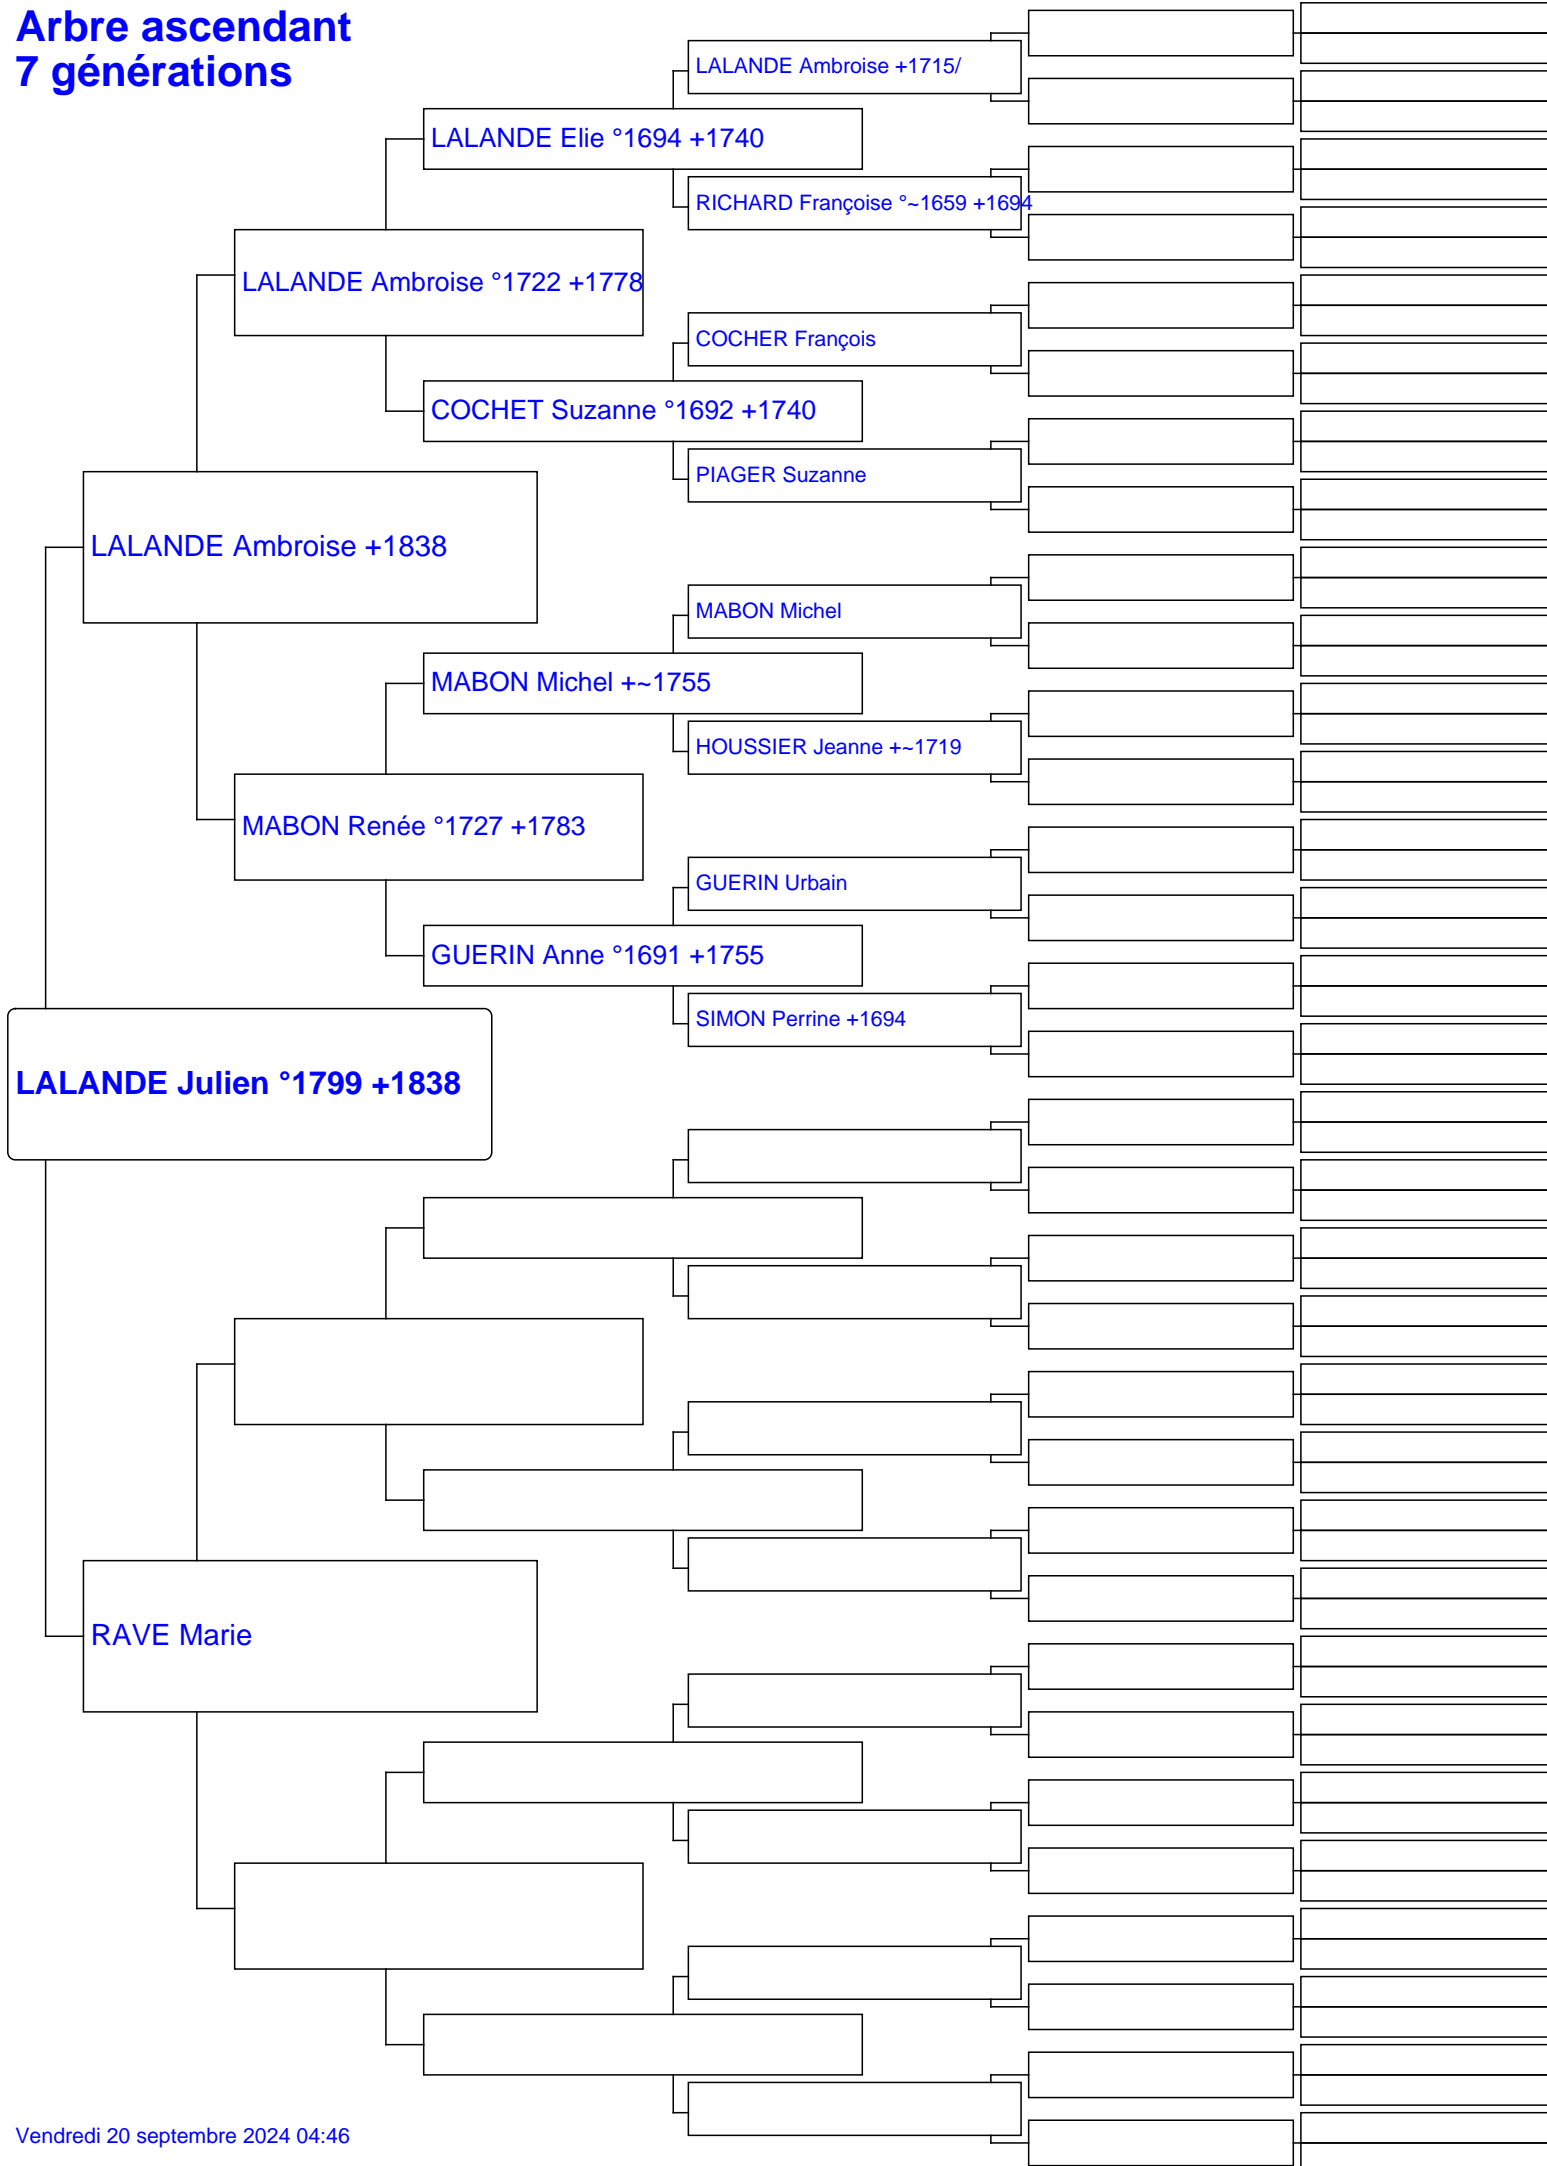 Arbre ascendant
7 générations
LALANDE Ambroise +1715/
LALANDE Elie °1694 +1740
RICHARD Françoise °~1659 +1694
LALANDE Ambroise °1722 +1778
COCHER François
COCHET Suzanne °1692 +1740
PIAGER Suzanne
LALANDE Ambroise +1838
MABON Michel
MABON Michel +~1755
HOUSSIER Jeanne +~1719
MABON Renée °1727 +1783
GUERIN Urbain
GUERIN Anne °1691 +1755
SIMON Perrine +1694
LALANDE Julien °1799 +1838
RAVE Marie
Vendredi 20 septembre 2024 04:46